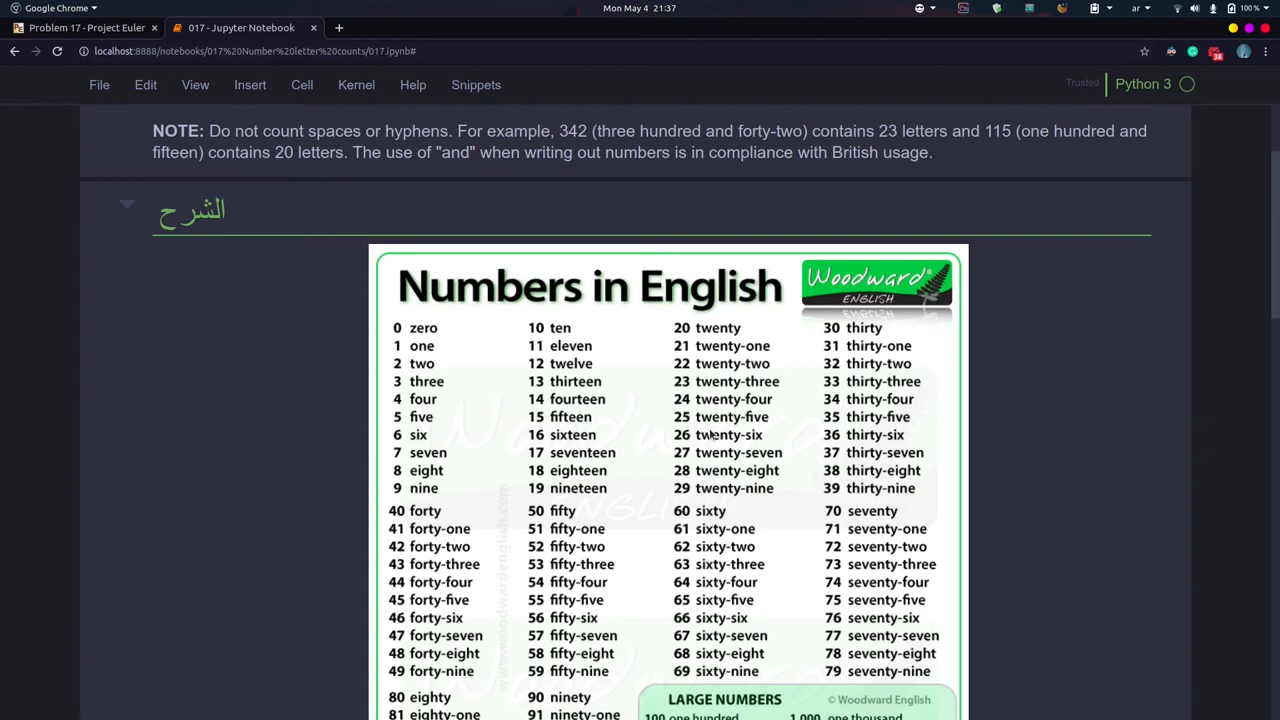 Google Chrome
Mon May 4 21:37
ar
100 %
Problem 17 - Project Euler
017 - Jupyter Notebook
localhost:8888/notebooks/017%20Number%20letter%20counts/017.ipynb#
38
File Edit View Insert Cell Kernel Help Snippets
Trusted
Python 3
NOTE: Do not count spaces or hyphens. For example, 342 (three hundred and forty-two) contains 23 letters and 115 (one hundred and
fifteen) contains 20 letters. The use of "and" when writing out numbers is in compliance with British usage.
الشرح
Numbers in English
Woodward®
ENGLISH
0 zero 10 ten 20 twenty 30 thirty
1 one 11 eleven 21 twenty-one 31 thirty-one
2 two 12 twelve 22 twenty-two 32 thirty-two
3 three 13 thirteen 23 twenty-three 33 thirty-three
4 four 14 fourteen 24 twenty-four 34 thirty-four
5 five 15 fifteen 25 twenty-five 35 thirty-five
6 six 16 sixteen 26 twenty-six 36 thirty-six
7 seven 17 seventeen 27 twenty-seven 37 thirty-seven
8 eight 18 eighteen 28 twenty-eight 38 thirty-eight
9 nine 19 nineteen 29 twenty-nine 39 thirty-nine
40 forty 50 fifty 60 sixty 70 seventy
41 forty-one 51 fifty-one 61 sixty-one 71 seventy-one
42 forty-two 52 fifty-two 62 sixty-two 72 seventy-two
43 forty-three 53 fifty-three 63 sixty-three 73 seventy-three
44 forty-four 54 fifty-four 64 sixty-four 74 seventy-four
45 forty-five 55 fifty-five 65 sixty-five 75 seventy-five
46 forty-six 56 fifty-six 66 sixty-six 76 seventy-six
47 forty-seven 57 fifty-seven 67 sixty-seven 77 seventy-seven
48 forty-eight 58 fifty-eight 68 sixty-eight 78 seventy-eight
49 forty-nine 59 fifty-nine 69 sixty-nine 79 seventy-nine
80 eighty 90 ninety
81 eighty-one 91 ninety-one
LARGE NUMBERS © Woodward English
100 one hundred 1,000 one thousand
www.woodwardenglish.com